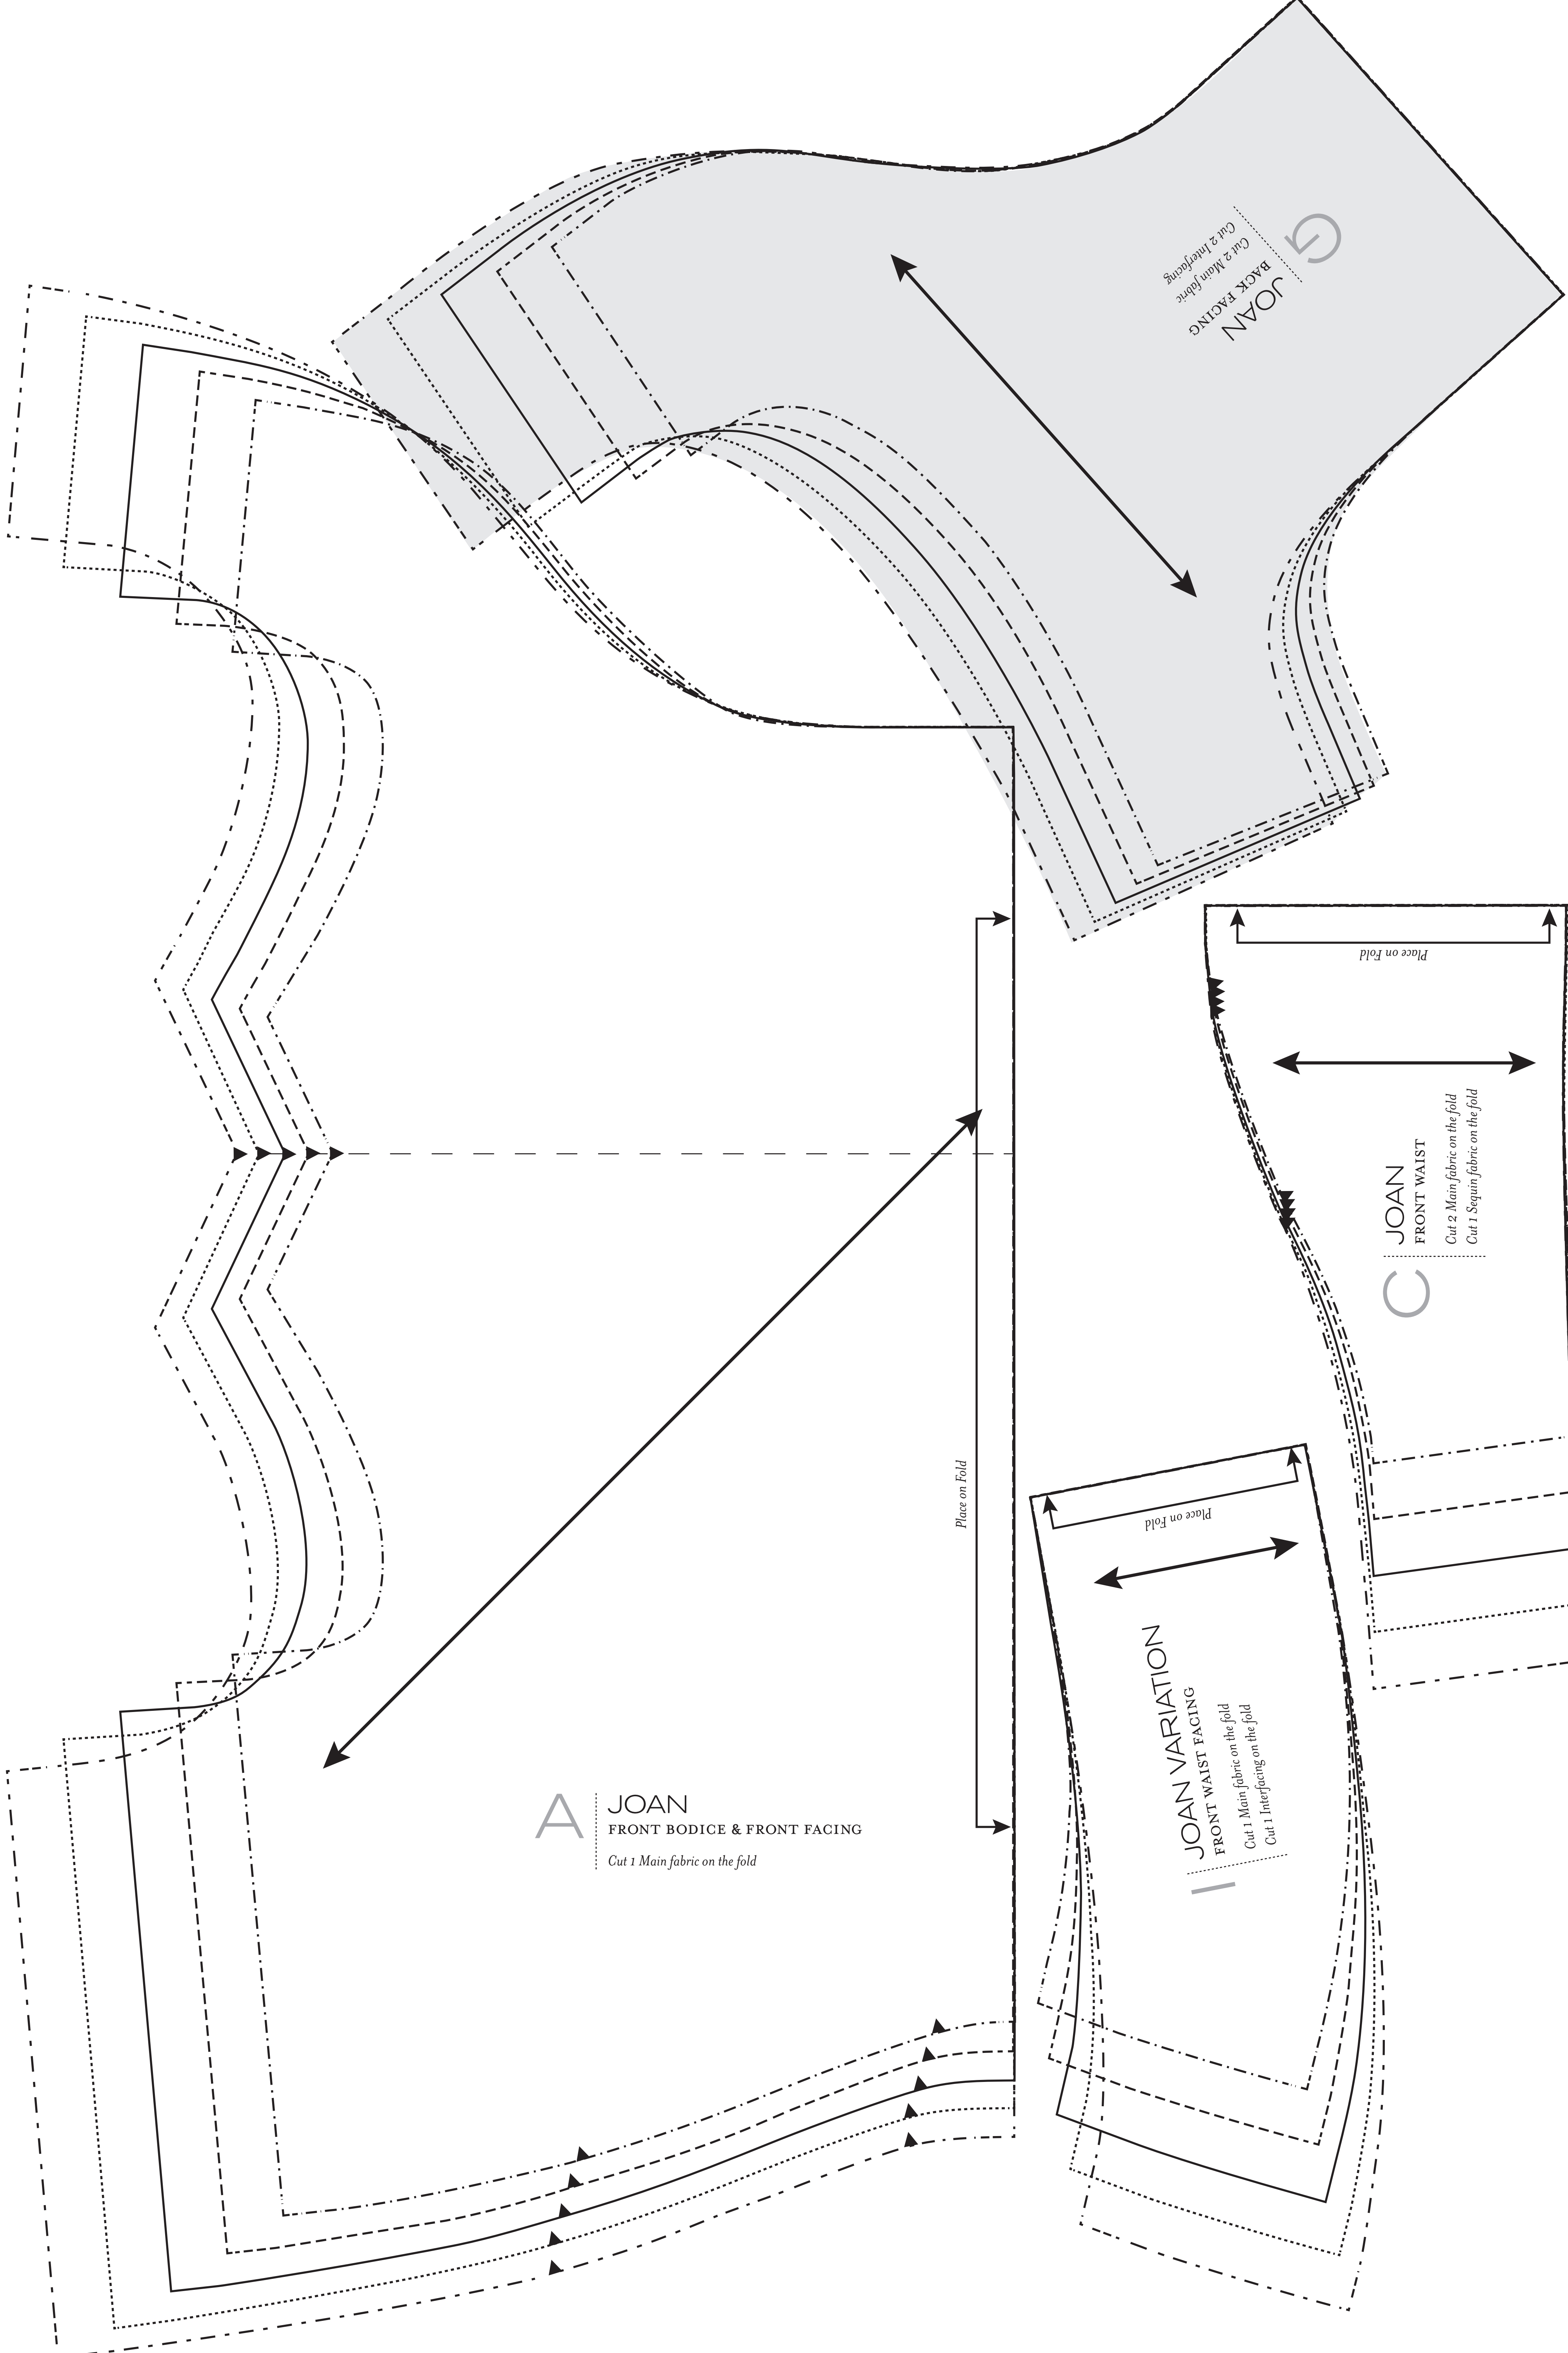 G
JOAN
BACK FACING
Cut 2 Main fabric
Cut 2 Interfacing
Place on Fold
C
JOAN
FRONT WAIST
Cut 2 Main fabric on the fold
Cut 1 Sequin fabric on the fold
Place on Fold
Place on Fold
I
JOAN VARIATION
FRONT WAIST FACING
Cut 1 Main fabric on the fold
Cut 1 Interfacing on the fold
A
JOAN
FRONT BODICE & FRONT FACING
Cut 1 Main fabric on the fold